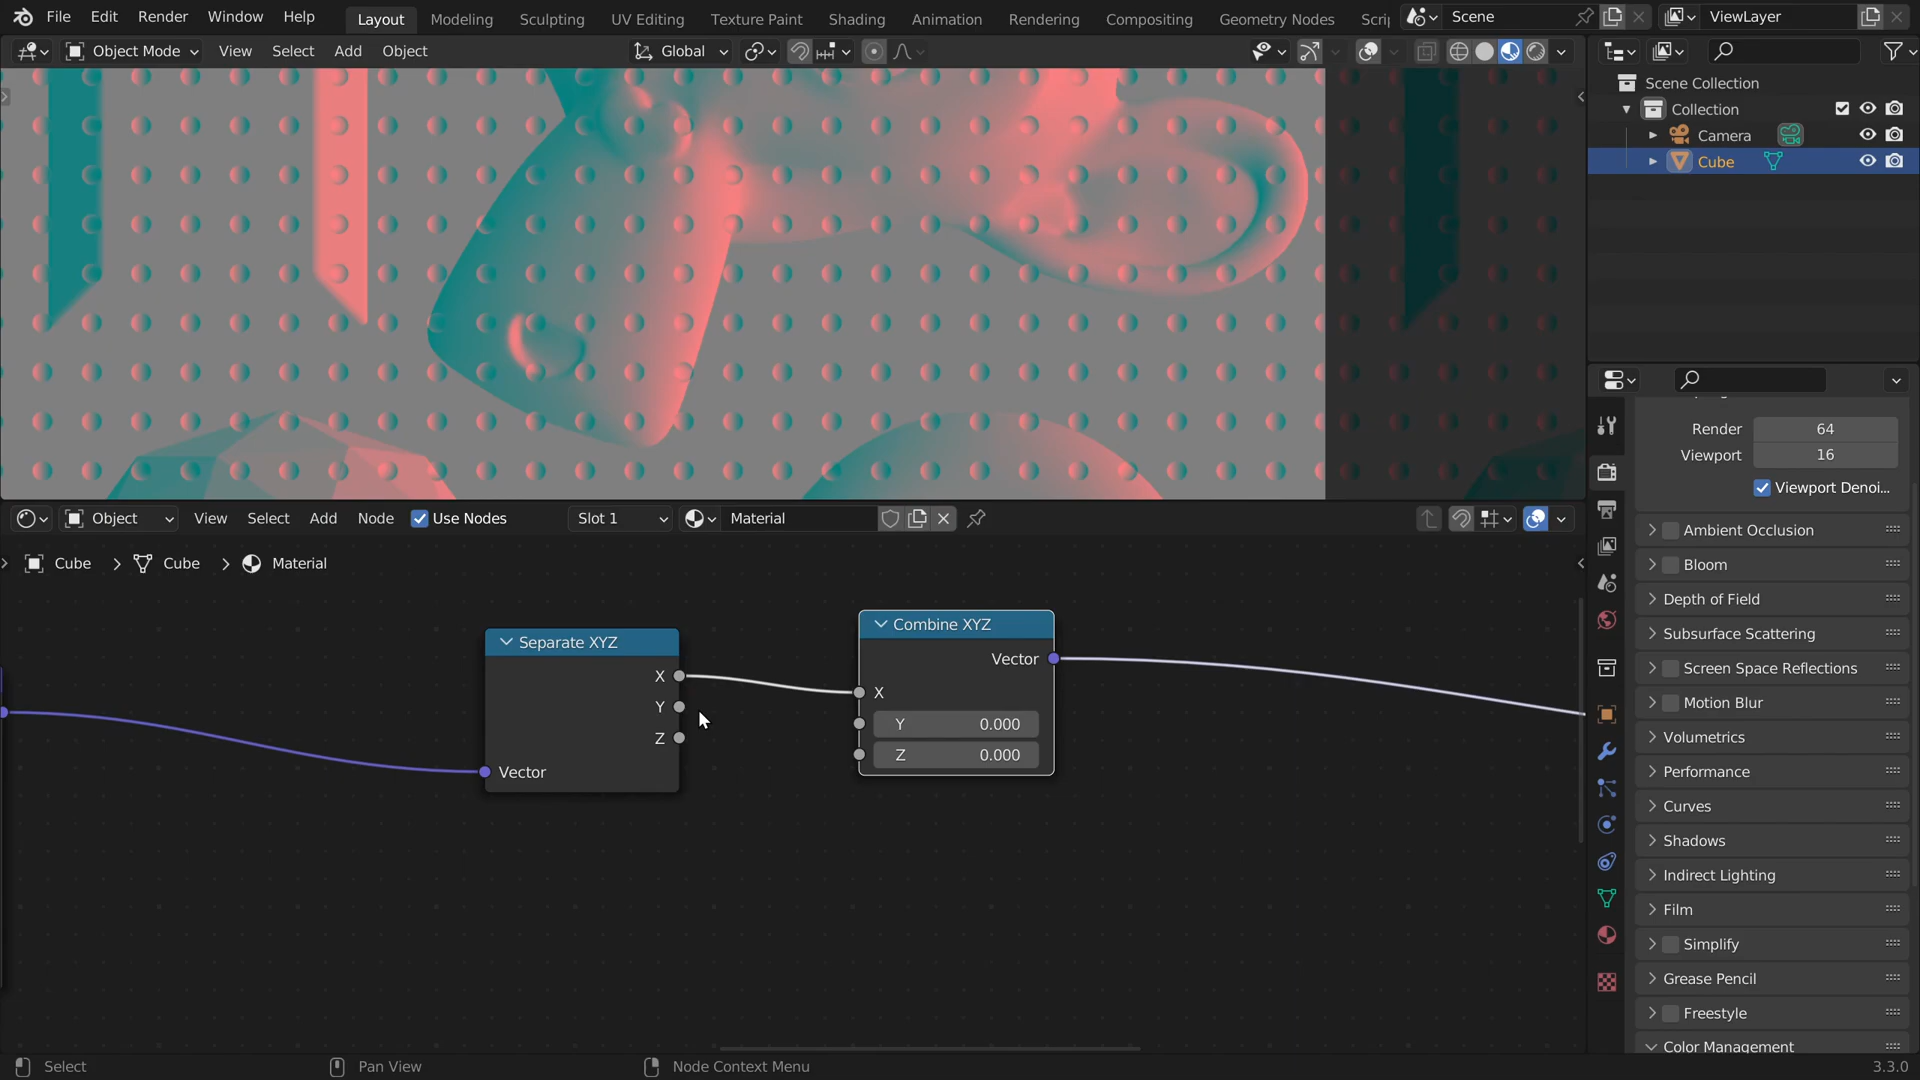 File Edit Render Window Help Layout Modeling Sculpting UV Editing Texture Paint Shading Animation Rendering Compositing Geometry Nodes Scri Scene ViewLayer
Object Mode View Select Add Object Global
Scene Collection
Collection
Camera
Cube
Render 64
Viewport 16
Viewport Denoi...
Ambient Occlusion
Bloom
Depth of Field
Subsurface Scattering
Screen Space Reflections
Motion Blur
Volumetrics
Performance
Curves
Shadows
Indirect Lighting
Film
Simplify
Grease Pencil
Freestyle
Color Management
Object View Select Add Node Use Nodes Slot 1 Material
Cube > Cube > Material
Separate XYZ
X
Y
Z
Vector
Combine XYZ
Vector
X
Y 0.000
Z 0.000
Select Pan View Node Context Menu 3.3.0